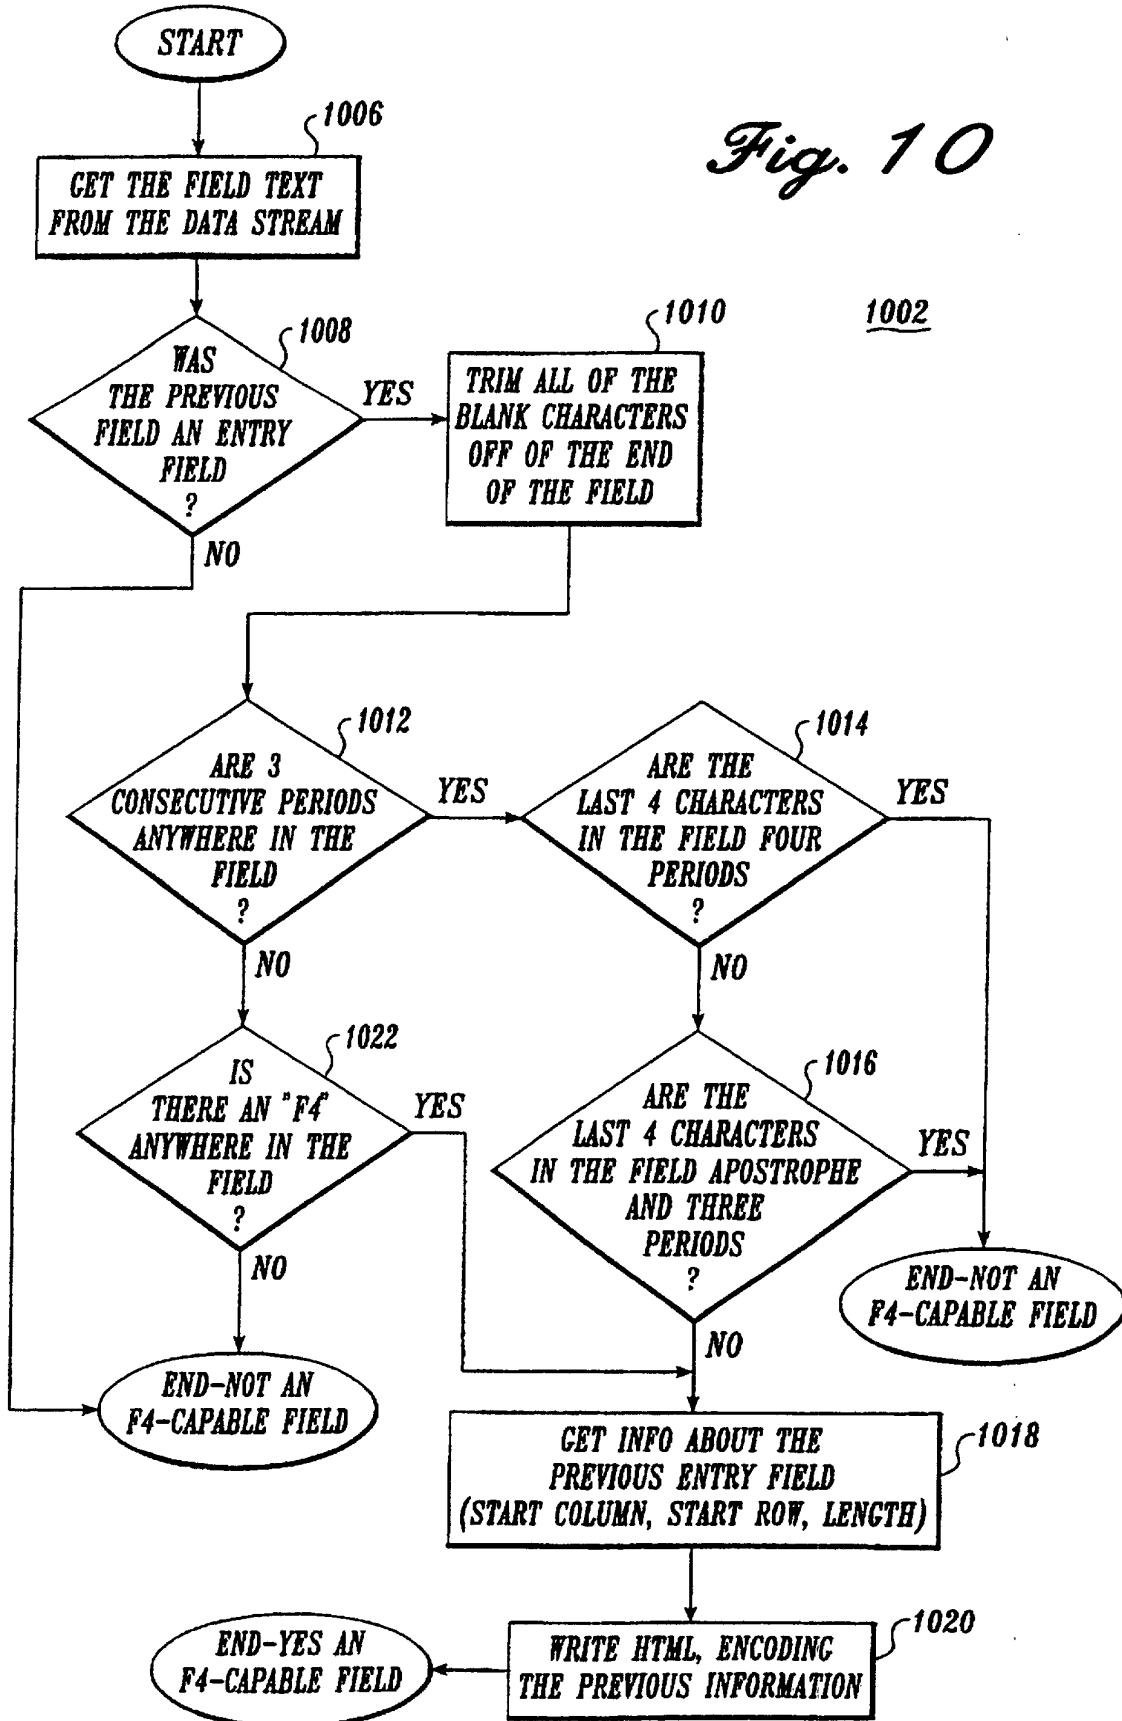 START
1006
Fig. 10
GET THE FIELD TEXT
FROM THE DATA STREAM
1002
1008
WAS
THE PREVIOUS
FIELD AN ENTRY
FIELD
?
YES
NO
1010
TRIM ALL OF THE
BLANK CHARACTERS
OFF OF THE END
OF THE FIELD
1012
ARE 3
CONSECUTIVE PERIODS
ANYWHERE IN THE
FIELD
?
YES
NO
1014
ARE THE
LAST 4 CHARACTERS
IN THE FIELD FOUR
PERIODS
?
YES
NO
1022
IS
THERE AN "F4"
ANYWHERE IN THE
FIELD
?
YES
NO
1016
ARE THE
LAST 4 CHARACTERS
IN THE FIELD APOSTROPHE
AND THREE
PERIODS
?
YES
NO
END-NOT AN
F4-CAPABLE FIELD
END-NOT AN
F4-CAPABLE FIELD
1018
GET INFO ABOUT THE
PREVIOUS ENTRY FIELD
(START COLUMN, START ROW, LENGTH)
1020
WRITE HTML, ENCODING
THE PREVIOUS INFORMATION
END-YES AN
F4-CAPABLE FIELD